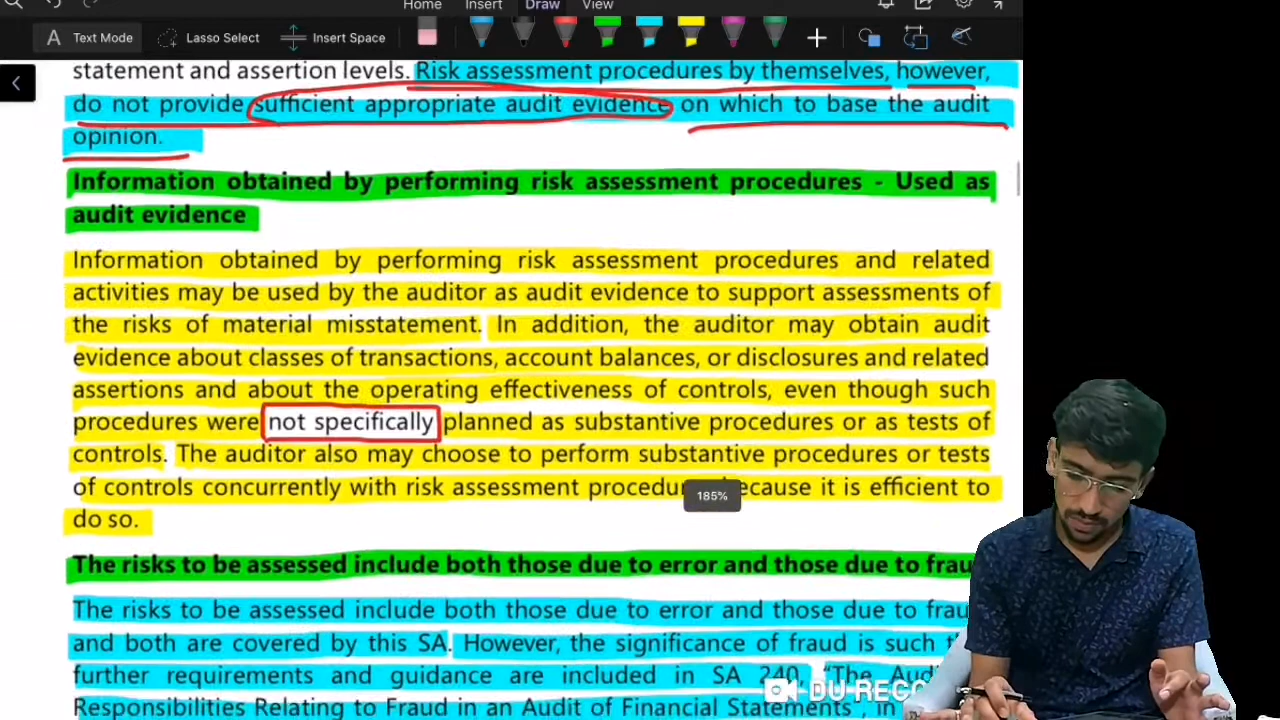 Home Insert Draw View
Text Mode Lasso Select Insert Space
statement and assertion levels. Risk assessment procedures by themselves, however,
do not provide sufficient appropriate audit evidence on which to base the audit
opinion.
Information obtained by performing risk assessment procedures - Used as
audit evidence
Information obtained by performing risk assessment procedures and related
activities may be used by the auditor as audit evidence to support assessments of
the risks of material misstatement. In addition, the auditor may obtain audit
evidence about classes of transactions, account balances, or disclosures and related
assertions and about the operating effectiveness of controls, even though such
procedures were not specifically planned as substantive procedures or as tests of
controls. The auditor also may choose to perform substantive procedures or tests
of controls concurrently with risk assessment procedu ecause it is efficient to
185%
do so.
The risks to be assessed include both those due to error and those due to frau
The risks to be assessed include both those due to error and those due to frau
and both are covered by this SA. However, the significance of fraud is such
further requirements and guidance are included in SA 240, "The Aud
DU RECO
Responsibilities Relating to Fraud in an Audit of Financial Statements", in